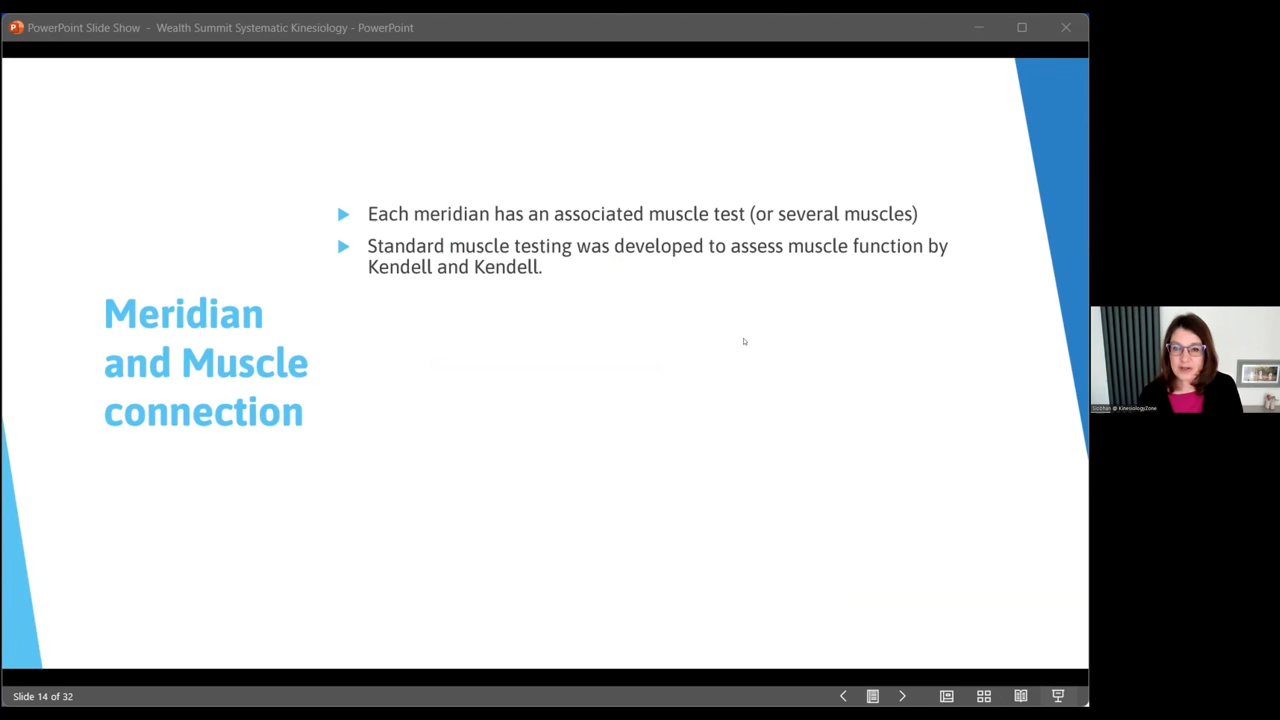 PowerPoint Slide Show - Wealth Summit Systematic Kinesiology - PowerPoint
Meridian
and Muscle
connection
Each meridian has an associated muscle test (or several muscles)
Standard muscle testing was developed to assess muscle function by
Kendell and Kendell.
Siobhan @ KinesiologyZone
Slide 14 of 32